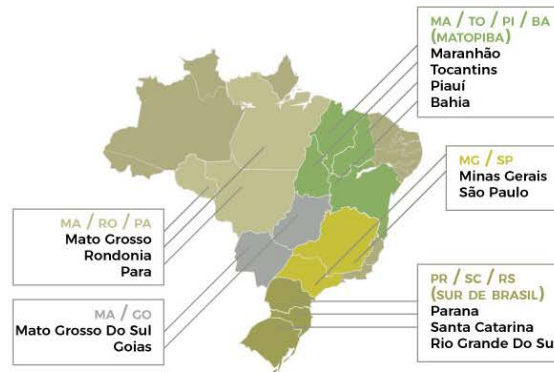 MA / TO / PI / BA
(MATOPIBA)
Maranhão
Tocantins
Piauí
Bahia
MG / SP
Minas Gerais
São Paulo
MA / RO / PA
Mato Grosso
Rondonia
Para
MA / GO
Mato Grosso Do Sul
Goias
PR / SC / RS
(SUR DE BRASIL)
Parana
Santa Catarina
Rio Grande Do Su